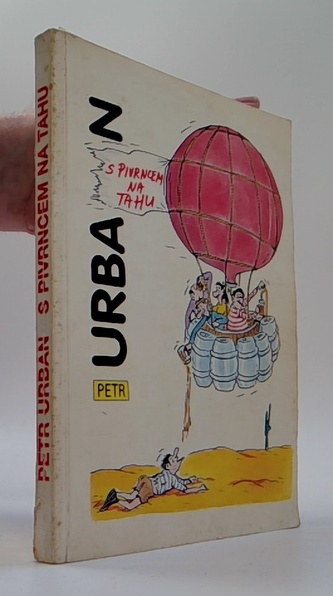 PETR URBAN S PIVRNCEM NA TAHU
PETR
URBAN
S PIVRNCEM
NA
TAHU